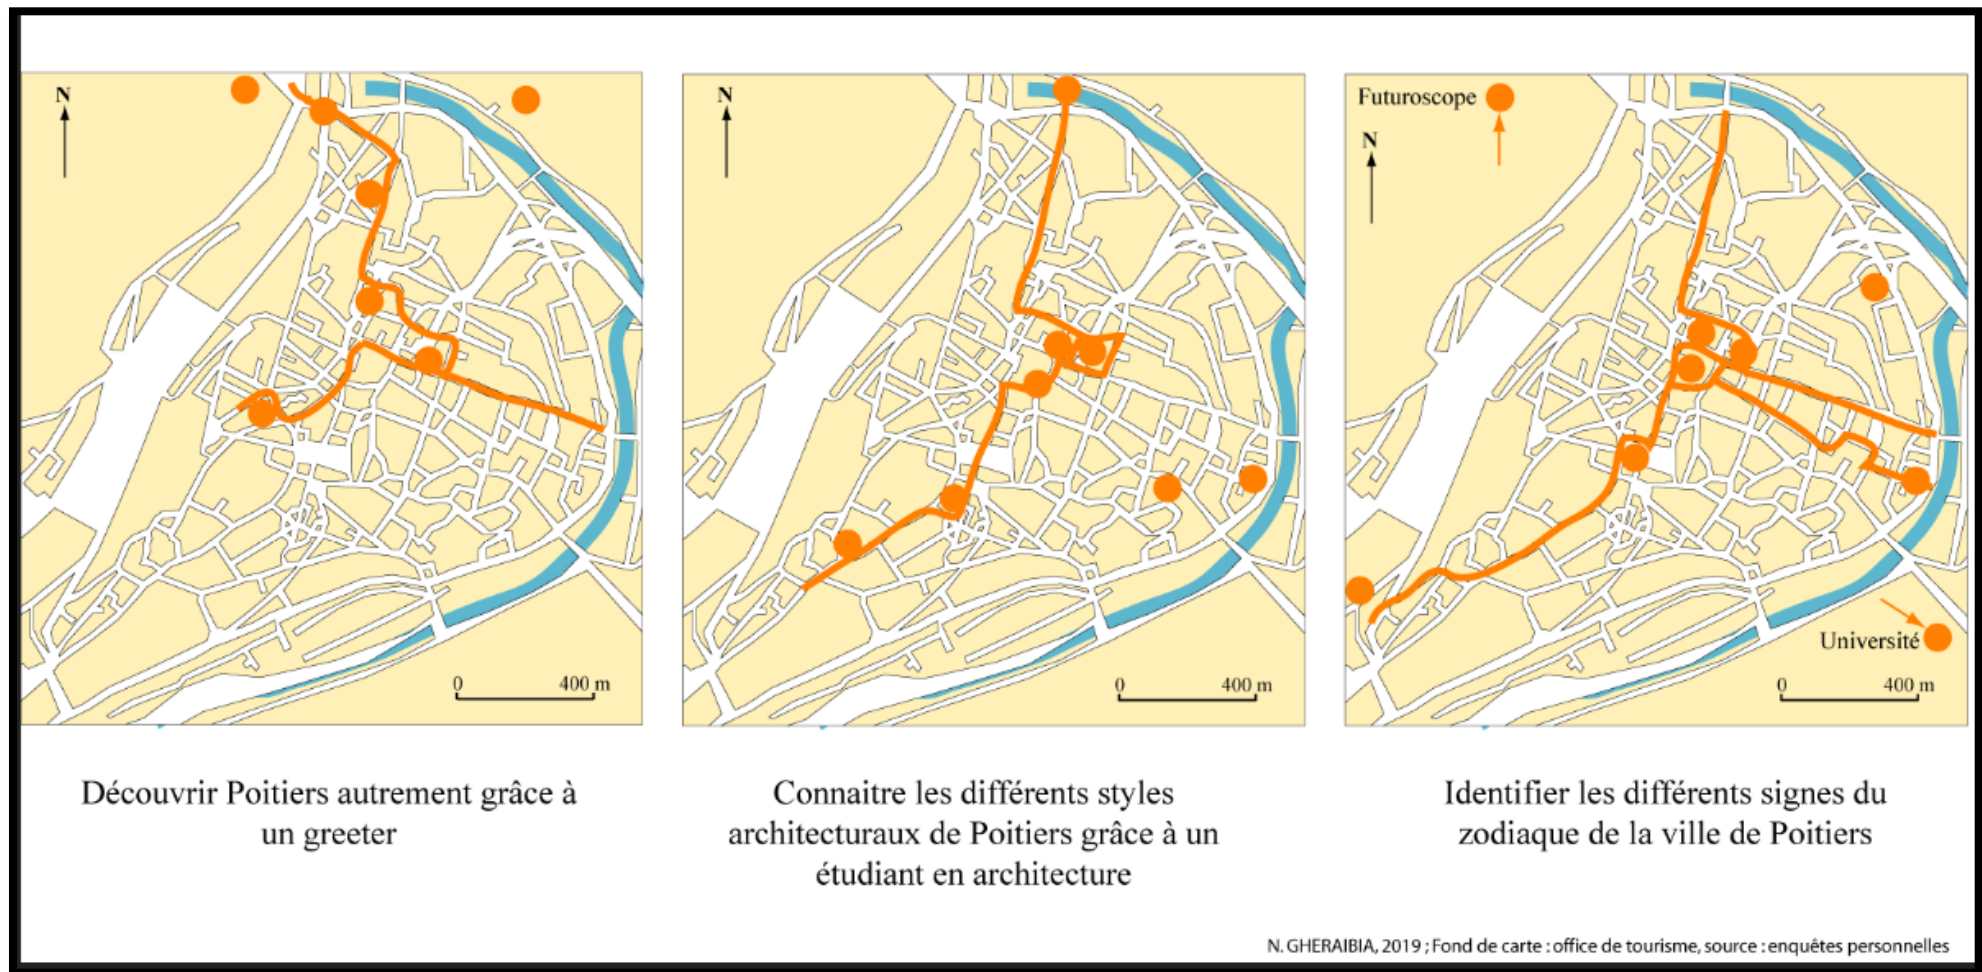 N
0
400 m
N
0
400 m
Futuroscope
N
Université
0
400 m
Découvrir Poitiers autrement grâce à
un greeter
Connaitre les différents styles
architecturaux de Poitiers grâce à un
étudiant en architecture
Identifier les différents signes du
zodiaque de la ville de Poitiers
N. GHERAIBIA, 2019 ; Fond de carte : office de tourisme, source : enquêtes personnelles